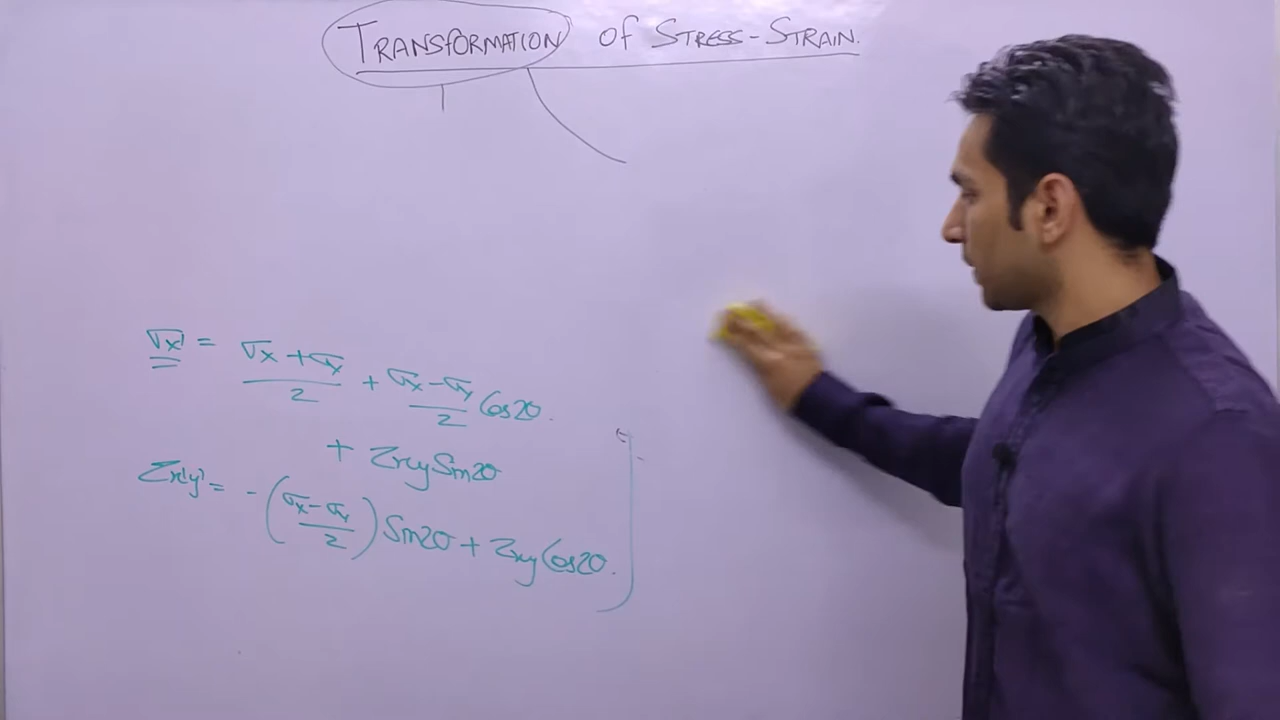 TRANSFORMATION of STRESS-STRAIN.
σx' = σx + σy / 2 + σx - σy / 2 Cos2θ.
+ τxy Sin2θ
τx'y' = - (σx - σy / 2) Sin2θ + τxy Cos2θ.